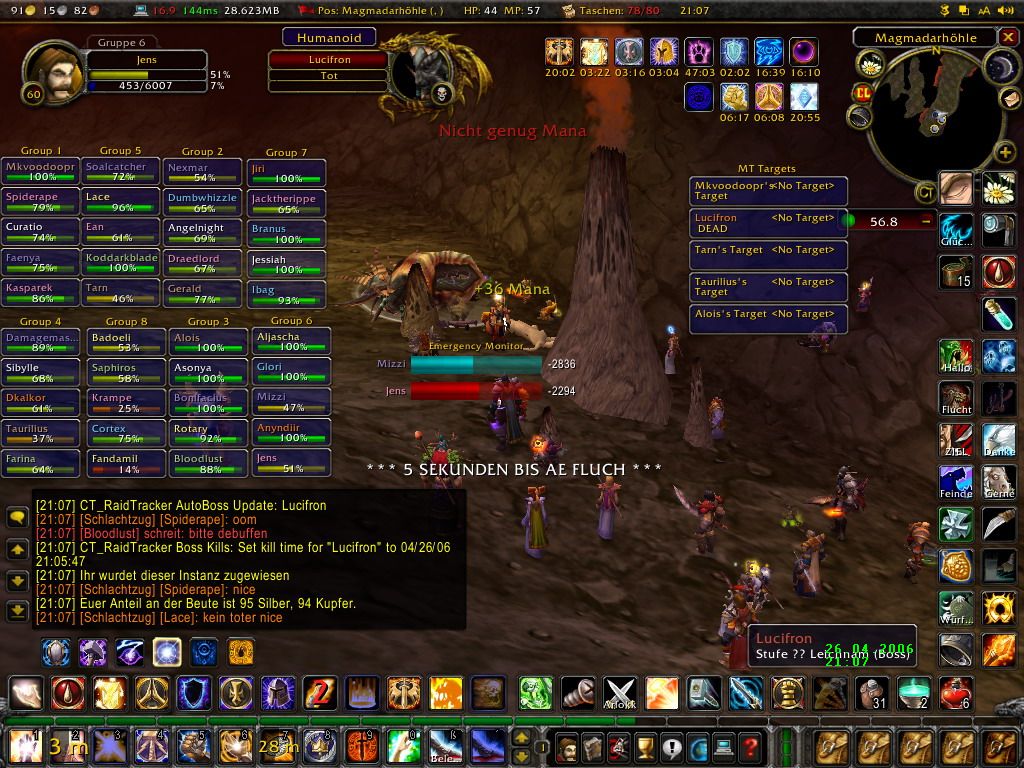 91 15 82 16.9 144ms 28.623MB Pos: Magmadarhöhle (, ) HP: 44 MP: 57 Taschen: 78/80 21:07
Gruppe 6
Jens
453/6007
51%
7%
60
Humanoid
Lucifron
Tot
20:02 03:22 03:16 03:04 47:03 02:02 16:39 16:10
06:17 06:08 20:55
Magmadarhöhle
N
CL
CT
Nicht genug Mana
Group 1
Mkvoodoopr
100%
Spiderape
79%
Curatio
74%
Faenya
75%
Kasparek
86%
Group 5
Soalcatcher
72%
Lace
96%
Ean
61%
Koddarkblade
100%
Tarn
46%
Group 2
Nexmar
54%
Dumbwhizzle
65%
Angelnight
69%
Draedlord
67%
Gerald
77%
Group 7
Jiri
100%
Jacktherippe
65%
Branus
100%
Jessiah
100%
Ibag
93%
Group 4
Damagemas...
89%
Sibylle
68%
Dkalkor
61%
Taurillus
37%
Farina
64%
Group 8
Badoeli
53%
Saphiros
58%
Krampe
25%
Cortex
75%
Fandamil
14%
Group 3
Alois
100%
Asonya
100%
Bonifacius
100%
Rotary
92%
Bloodlust
88%
Group 6
Aljascha
100%
Glori
100%
Mizzi
47%
Anyndiir
100%
Jens
51%
MT Targets
Mkvoodoopr's Target <No Target>
Lucifron <No Target>
DEAD
56.8
Tarn's Target <No Target>
Taurilius's Target <No Target>
Alois's Target <No Target>
+36 Mana
Emergency Monitor
Mizzi -2836
Jens -2294
*** 5 SEKUNDEN BIS AE FLUCH ***
Gluc...
15
Hallo
Flucht
ZIEL
Danke
Feinde
Gerne
Würf...
[21:07] CT_RaidTracker AutoBoss Update: Lucifron
[21:07] [Schlachtzug] [Spiderape]: oom
[21:07] [Bloodlust] schreit: bitte debuffen
[21:07] CT_RaidTracker Boss Kills: Set kill time for "Lucifron" to 04/26/06
21:05:47
[21:07] Ihr wurdet dieser Instanz zugewiesen
[21:07] [Schlachtzug] [Spiderape]: nice
[21:07] Euer Anteil an der Beute ist 95 Silber, 94 Kupfer.
[21:07] [Schlachtzug] [Lace]: kein toter nice
Lucifron
Stufe ?? Leichnam (Boss)
26.04.2006
21:07
Arlokk
31 2 6
3 m
28 m
Bele...
1